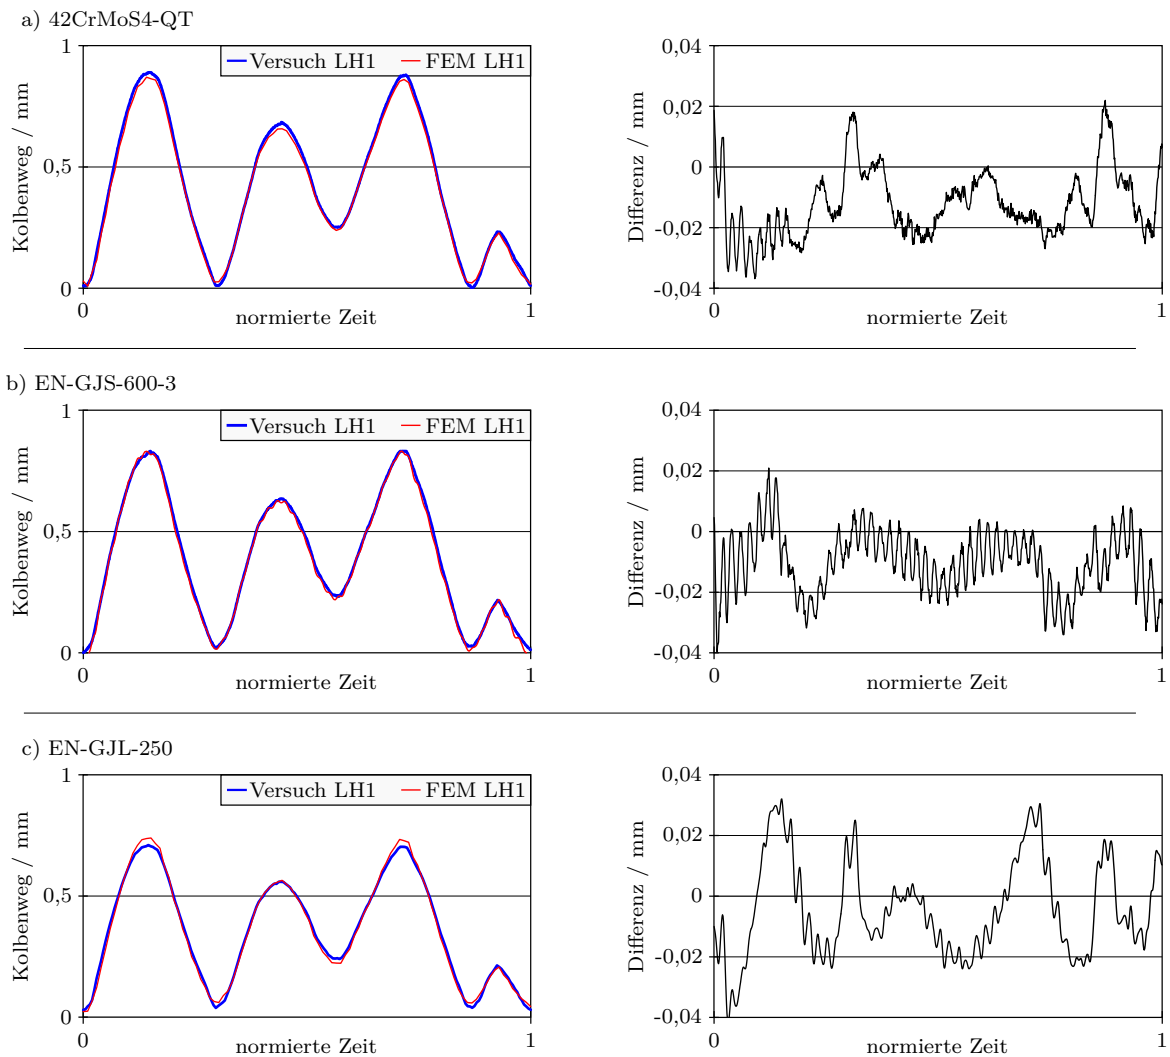 a) 42CrMoS4-QT
Kolbenweg / mm
1
0,5
0
Versuch LH1 FEM LH1
0 1
normierte Zeit
Differenz / mm
0,04
0,02
0
-0,02
-0,04
0 1
normierte Zeit
b) EN-GJS-600-3
Kolbenweg / mm
1
0,5
0
Versuch LH1 FEM LH1
0 1
normierte Zeit
Differenz / mm
0,04
0,02
0
-0,02
-0,04
0 1
normierte Zeit
c) EN-GJL-250
Kolbenweg / mm
1
0,5
0
Versuch LH1 FEM LH1
0 1
normierte Zeit
Differenz / mm
0,04
0,02
0
-0,02
-0,04
0 1
normierte Zeit